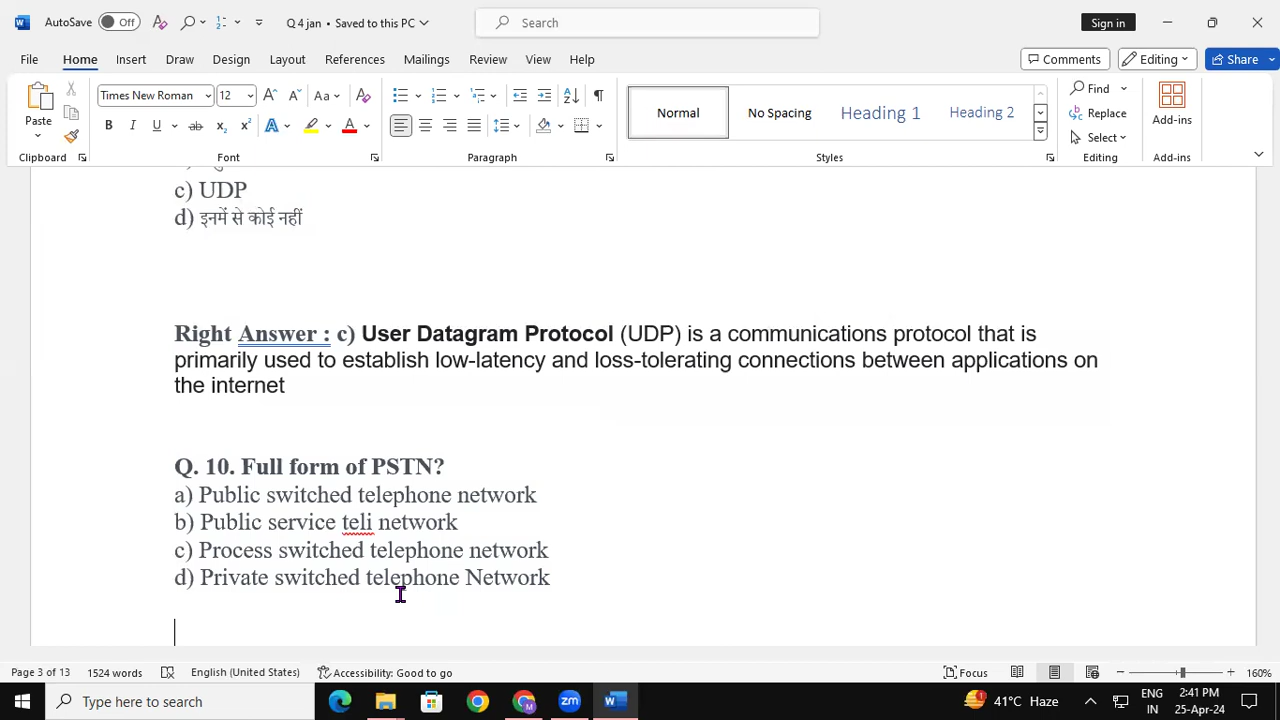 AutoSave Off Q 4 jan • Saved to this PC Search Sign in
File Home Insert Draw Design Layout References Mailings Review View Help Comments Editing Share
Paste
Times New Roman 12 Aa
B I U ab x₂ x² A A
Normal No Spacing Heading 1 Heading 2
Find
Replace
Select
Add-ins
Clipboard Font Paragraph Styles Editing Add-ins
c) UDP
d) इनमें से कोई नहीं
Right Answer : c) User Datagram Protocol (UDP) is a communications protocol that is
primarily used to establish low-latency and loss-tolerating connections between applications on
the internet
Q. 10. Full form of PSTN?
a) Public switched telephone network
b) Public service teli network
c) Process switched telephone network
d) Private switched telephone Network
Page 3 of 13 1524 words English (United States) Accessibility: Good to go Focus 160%
Type here to search zm 1 41°C Haze ENG 2:41 PM
IN 25-Apr-24